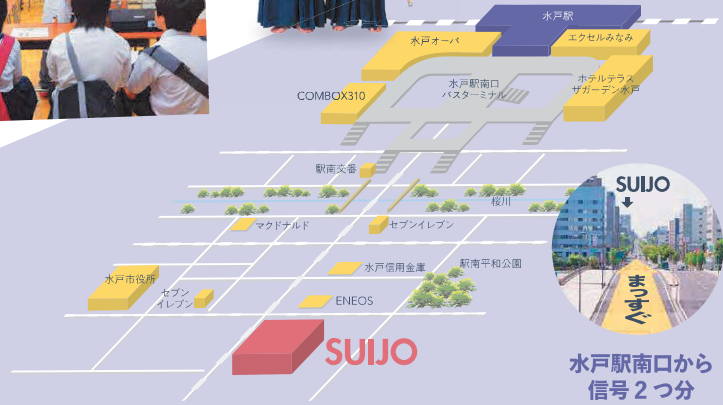 水戸駅
水戸オーパ
エクセルみなみ
水戸駅南口
バスターミナル
ホテルテラス
ザガーデン水戸
COMBOX310
駅南交番
桜川
マクドナルド
セブンイレブン
水戸信用金庫
駅南平和公園
水戸市役所
セブン
イレブン
ENEOS
SUIJO
SUIJO
まっすぐ
水戸駅南口から
信号2つ分